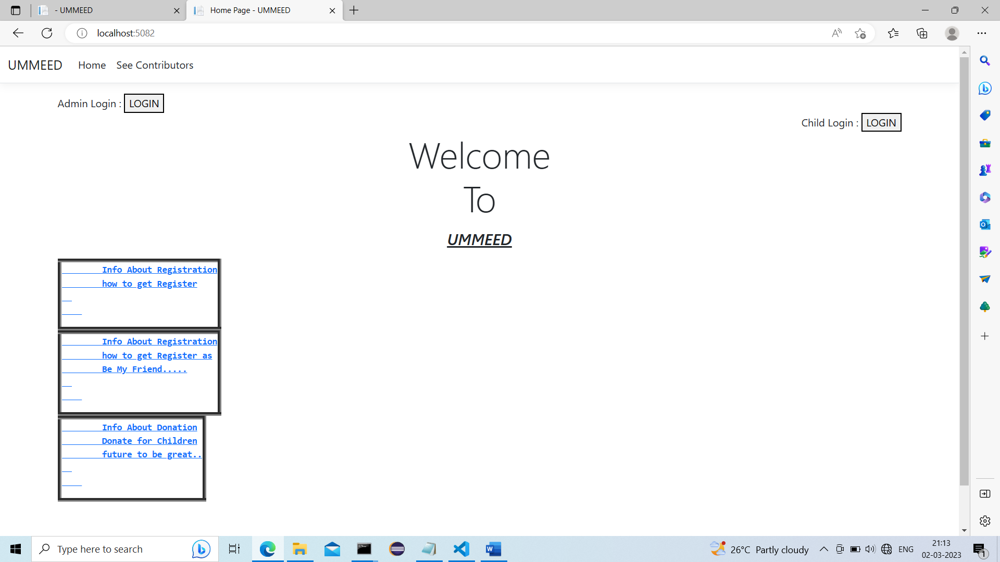 - UMMEED
Home Page - UMMEED
localhost:5082
UMMEED Home See Contributors
Admin Login : LOGIN
Child Login : LOGIN
Welcome
To
UMMEED
Info About Registration
how to get Register
Info About Registration
how to get Register as
Be My Friend.....
Info About Donation
Donate for Children
future to be great..
Type here to search
26°C Partly cloudy
ENG
21:13
02-03-2023
1